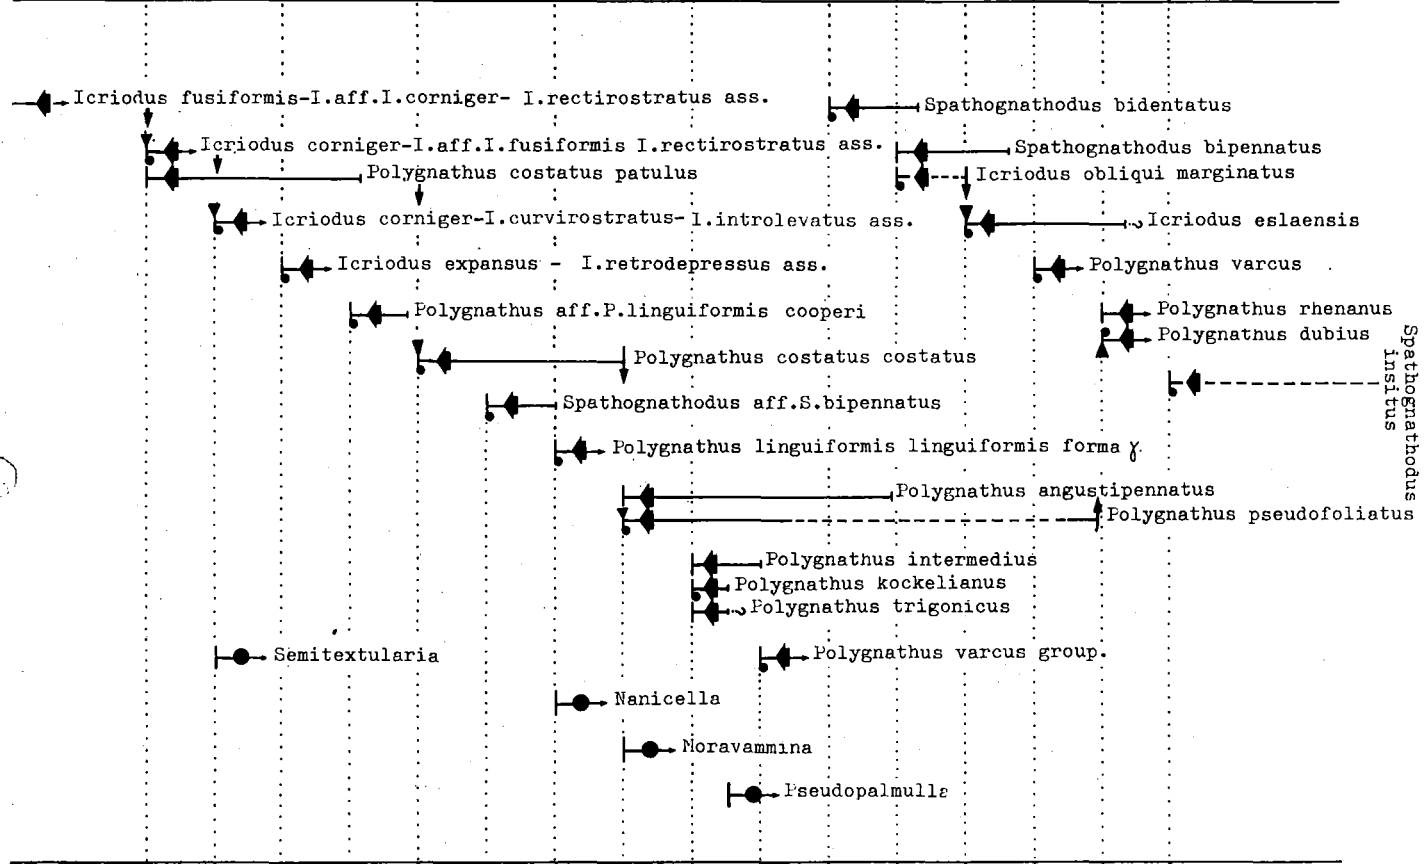 Icriodus fusiformis-I.aff.I.corniger- I.rectirostratus ass.
Spathognathodus bidentatus
Icriodus corniger-I.aff.I.fusiformis I.rectirostratus ass.
Spathognathodus bipennatus
Polygnathus costatus patulus
Icriodus obliqui marginatus
Icriodus corniger-I.curvirostratus- I.introlevatus ass.
Icriodus eslaensis
Icriodus expansus - I.retrodepressus ass.
Polygnathus varcus
Polygnathus aff.P.linguiformis cooperi
Polygnathus rhenanus
Polygnatnus dubius
Polygnathus costatus costatus
Spathognathodus
insitus
Spathognathodus aff.S.bipennatus
Polygnathus linguiformis linguiformis forma γ.
Polygnathus angustipennatus
Polygnathus pseudofoliatus
Polygnathus intermedius
Polygnathus kockelianus
Polygnathus trigonicus
Semitextularia
Polygnathus varcus group.
Nanicella
Moravammina
Pseudopalmulla